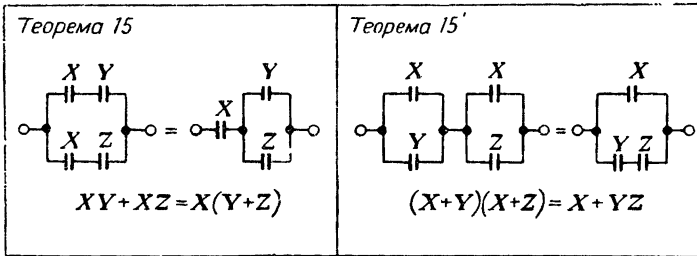 Теорема 15
X Y
X Z
=
X
Y
Z
XY+XZ=X(Y+Z)
Теорема 15'
X X
Y Z
=
X
Y Z
(X+Y)(X+Z)=X+YZ